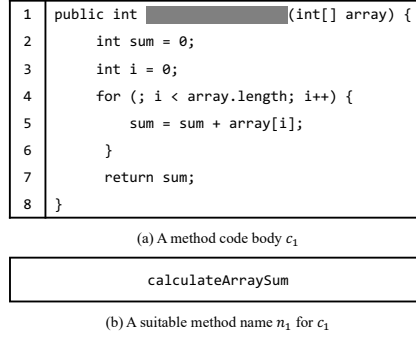 1 public int (int[] array) {
2 int sum = 0;
3 int i = 0;
4 for (; i < array.length; i++) {
5 sum = sum + array[i];
6 }
7 return sum;
8 }
(a) A method code body c₁
calculateArraySum
(b) A suitable method name n₁ for c₁